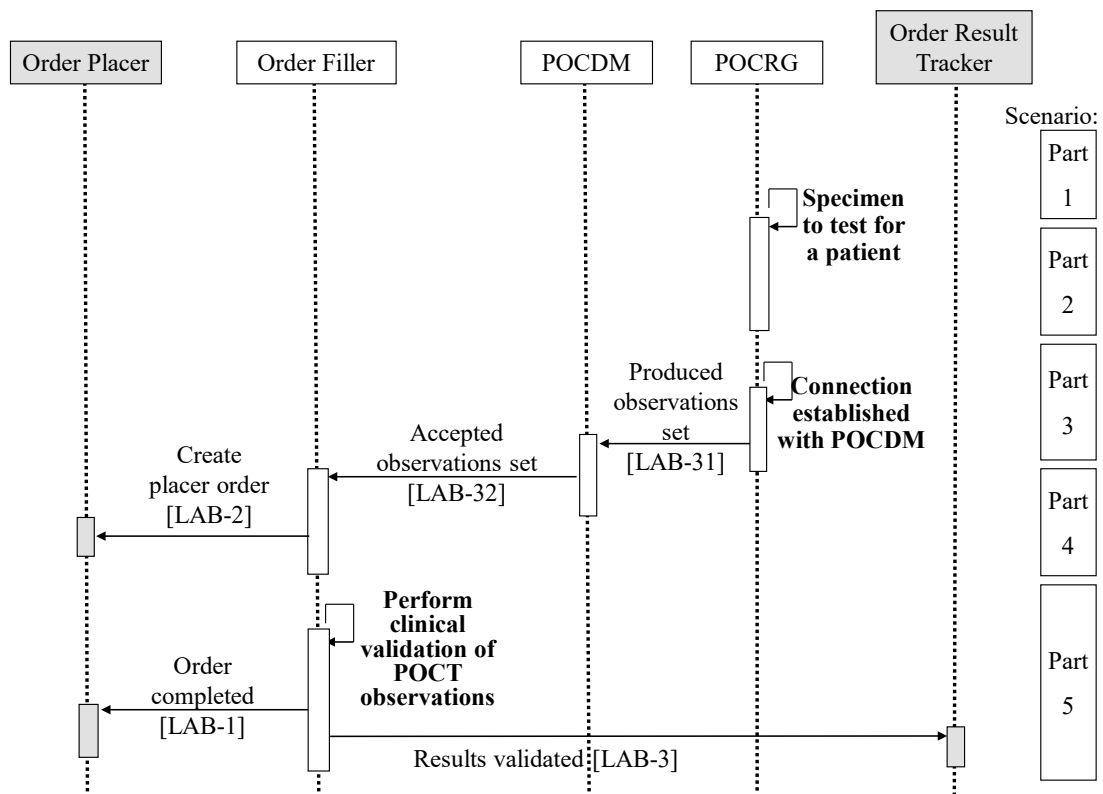 Order Placer
Order Filler
POCDM
POCRG
Order Result
Tracker
Scenario:
Part
1
Specimen
to test for
a patient
Part
2
Connection
established
with POCDM
Produced
observations
set
[LAB-31]
Part
3
Accepted
observations set
[LAB-32]
Create
placer order
[LAB-2]
Part
4
Perform
clinical
validation of
POCT
observations
Order
completed
[LAB-1]
Results validated [LAB-3]
Part
5